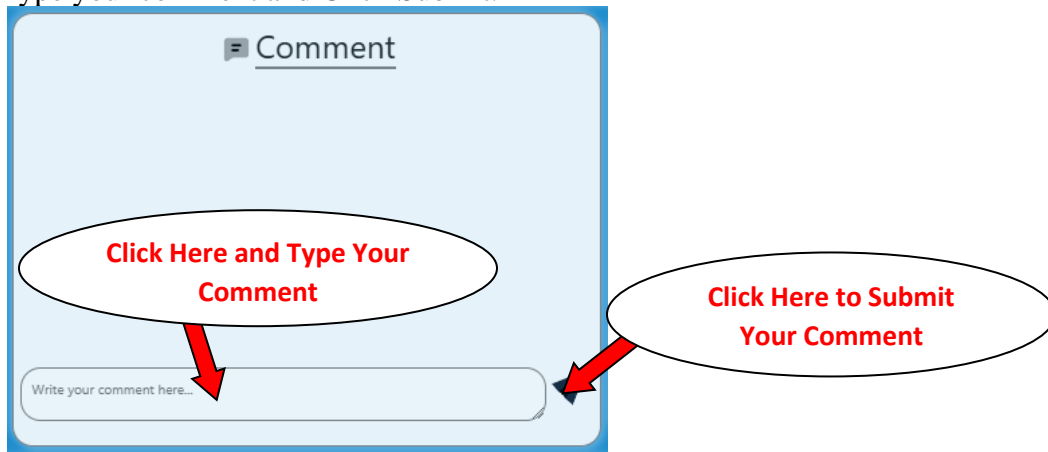 Comment
Click Here and Type Your
Comment
Click Here to Submit
Your Comment
Write your comment here...